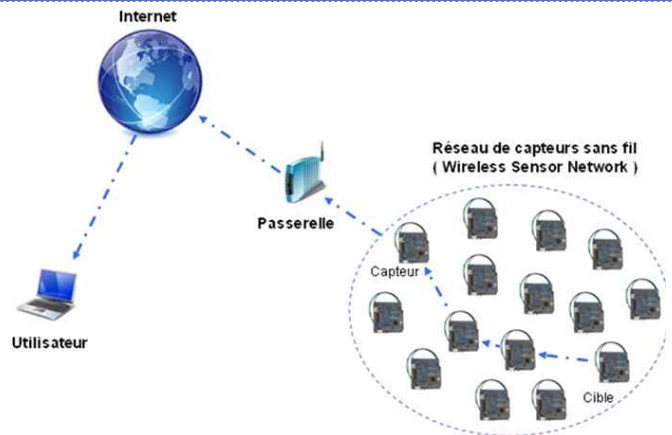 Internet
Réseau de capteurs sans fil
( Wireless Sensor Network )
Passerelle
Capteur
Utilisateur
Cible